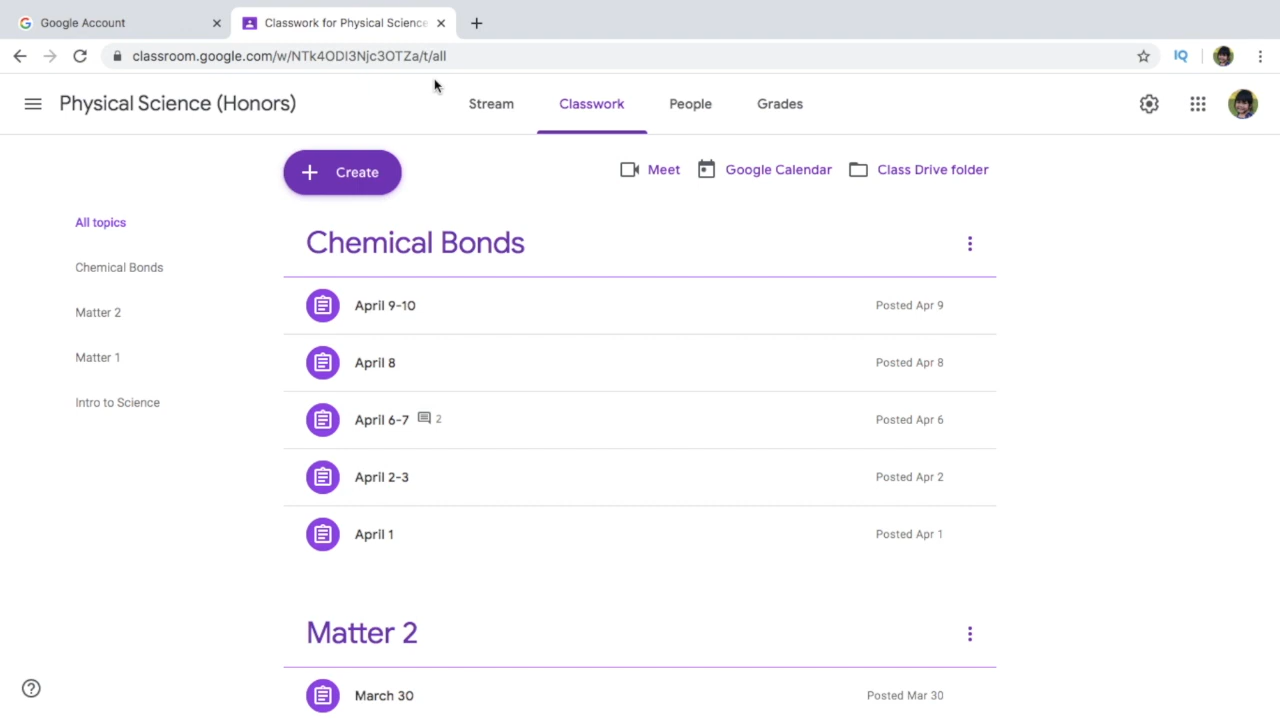 Google Account
Classwork for Physical Science
classroom.google.com/w/NTk4ODI3Njc3OTZa/t/all
IQ
Physical Science (Honors)
Stream
Classwork
People
Grades
Create
Meet
Google Calendar
Class Drive folder
All topics
Chemical Bonds
Matter 2
Matter 1
Intro to Science
Chemical Bonds
April 9-10
Posted Apr 9
April 8
Posted Apr 8
April 6-7
2
Posted Apr 6
April 2-3
Posted Apr 2
April 1
Posted Apr 1
Matter 2
March 30
Posted Mar 30